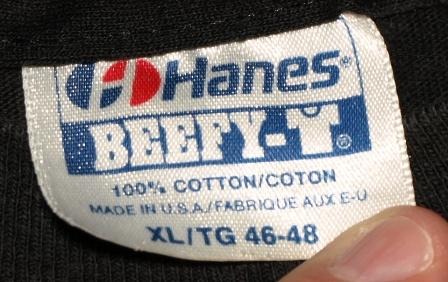 Hanes®
BEEFY-T®
100% COTTON/COTON
MADE IN U.S.A./FABRIQUE AUX E-U
XL/TG 46-48